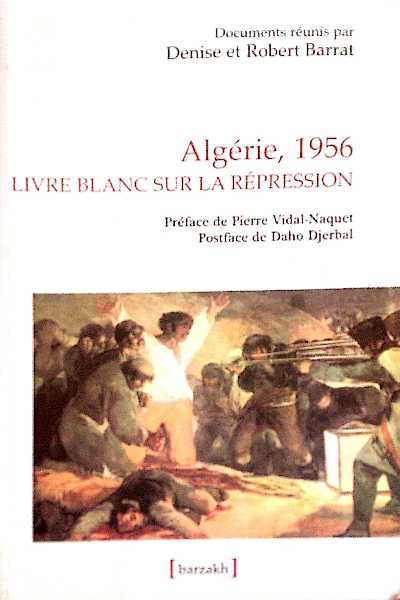 Documents réunis par
Denise et Robert Barrat
Algérie, 1956
LIVRE BLANC SUR LA RÉPRESSION
Préface de Pierre Vidal-Naquet
Postface de Daho Djerbal
[barzakh]